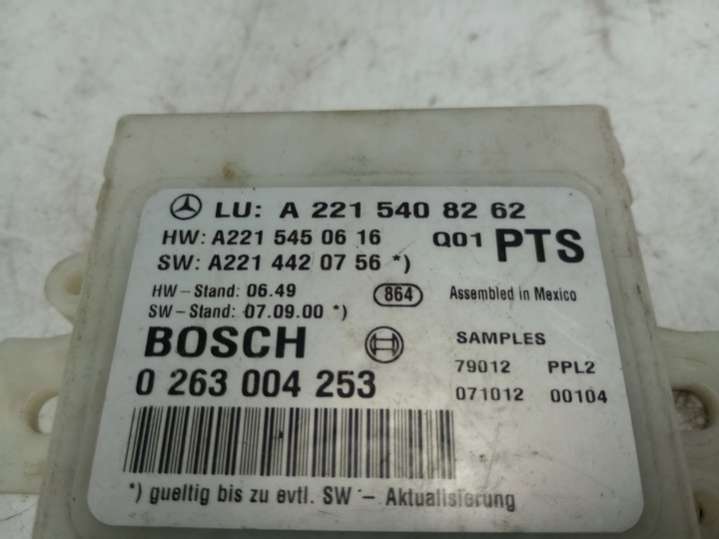 LU: A 221 540 82 62
HW: A221 545 06 16 Q01 PTS
SW: A221 442 07 56 *)
HW-Stand: 06.49 864 Assembled in Mexico
SW-Stand: 07.09.00 *)
BOSCH SAMPLES
0 263 004 253 79012 PPL2
071012 00104
*) gueltig bis zu evtl. SW - Aktualisierung